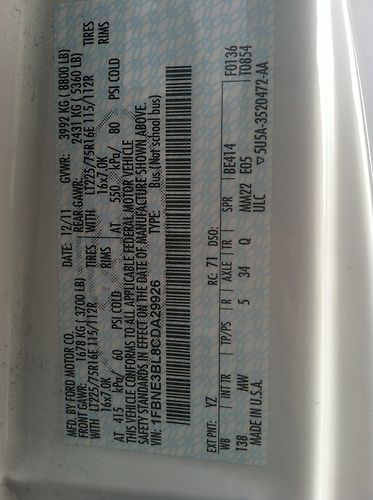 MFD. BY FORD MOTOR CO.
DATE: 12/11 GVWR: 3992 KG (8800 LB)
FRONT GAWR: 1678 KG (3700 LB) REAR GAWR: 2431 KG (5360 LB)
WITH LT225/75R16E 115/112R TIRES WITH LT225/75R16E 115/112R TIRES
16x7.0K RIMS 16x7.0K RIMS
AT 415 kPa/ 60 PSI COLD AT 550 kPa/ 80 PSI COLD
THIS VEHICLE CONFORMS TO ALL APPLICABLE FEDERAL MOTOR VEHICLE
SAFETY STANDARDS IN EFFECT ON THE DATE OF MANUFACTURE SHOWN ABOVE.
VIN: 1FBNE3BL8CDA29926 TYPE: Bus.(Not school bus)
EXT PNT: YZ RC: 71 DSO: F0136
WB INT TR TP/PS R AXLE TR SPR BE414 T0854
138 MW 5 34 Q MM22 E05
MADE IN U.S.A. ULC ▽5U5A-3520472-AA